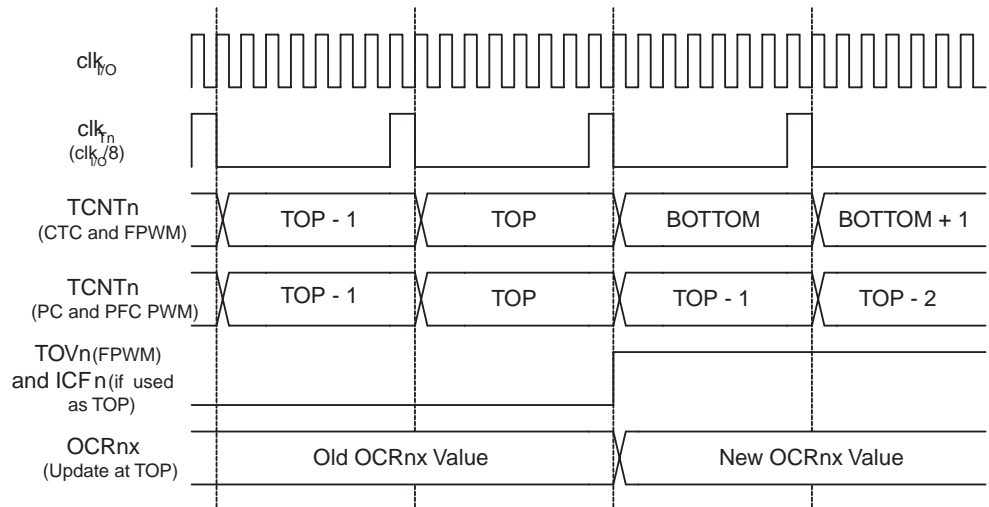 clkI/O
clkTn
(clkI/O/8)
TCNTn
(CTC and FPWM)
TOP - 1
TOP
BOTTOM
BOTTOM + 1
TCNTn
(PC and PFC PWM)
TOP - 1
TOP
TOP - 1
TOP - 2
TOVn(FPWM)
and ICF n(if used
as TOP)
OCRnx
(Update at TOP)
Old OCRnx Value
New OCRnx Value